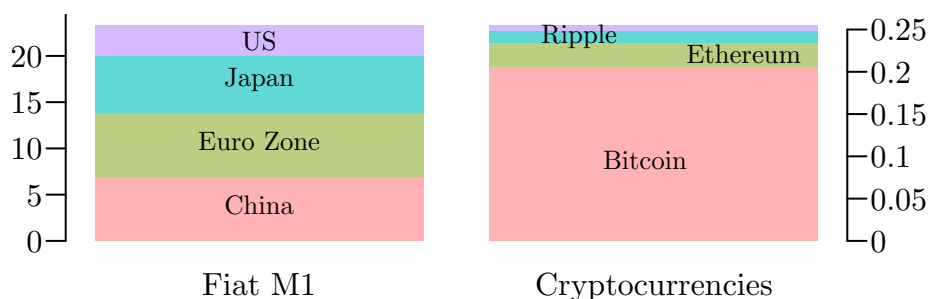 US
Japan
Euro Zone
China
0
5
10
15
20
Fiat M1
Ripple
Ethereum
Bitcoin
0.25
0.2
0.15
0.1
0.05
0
Cryptocurrencies